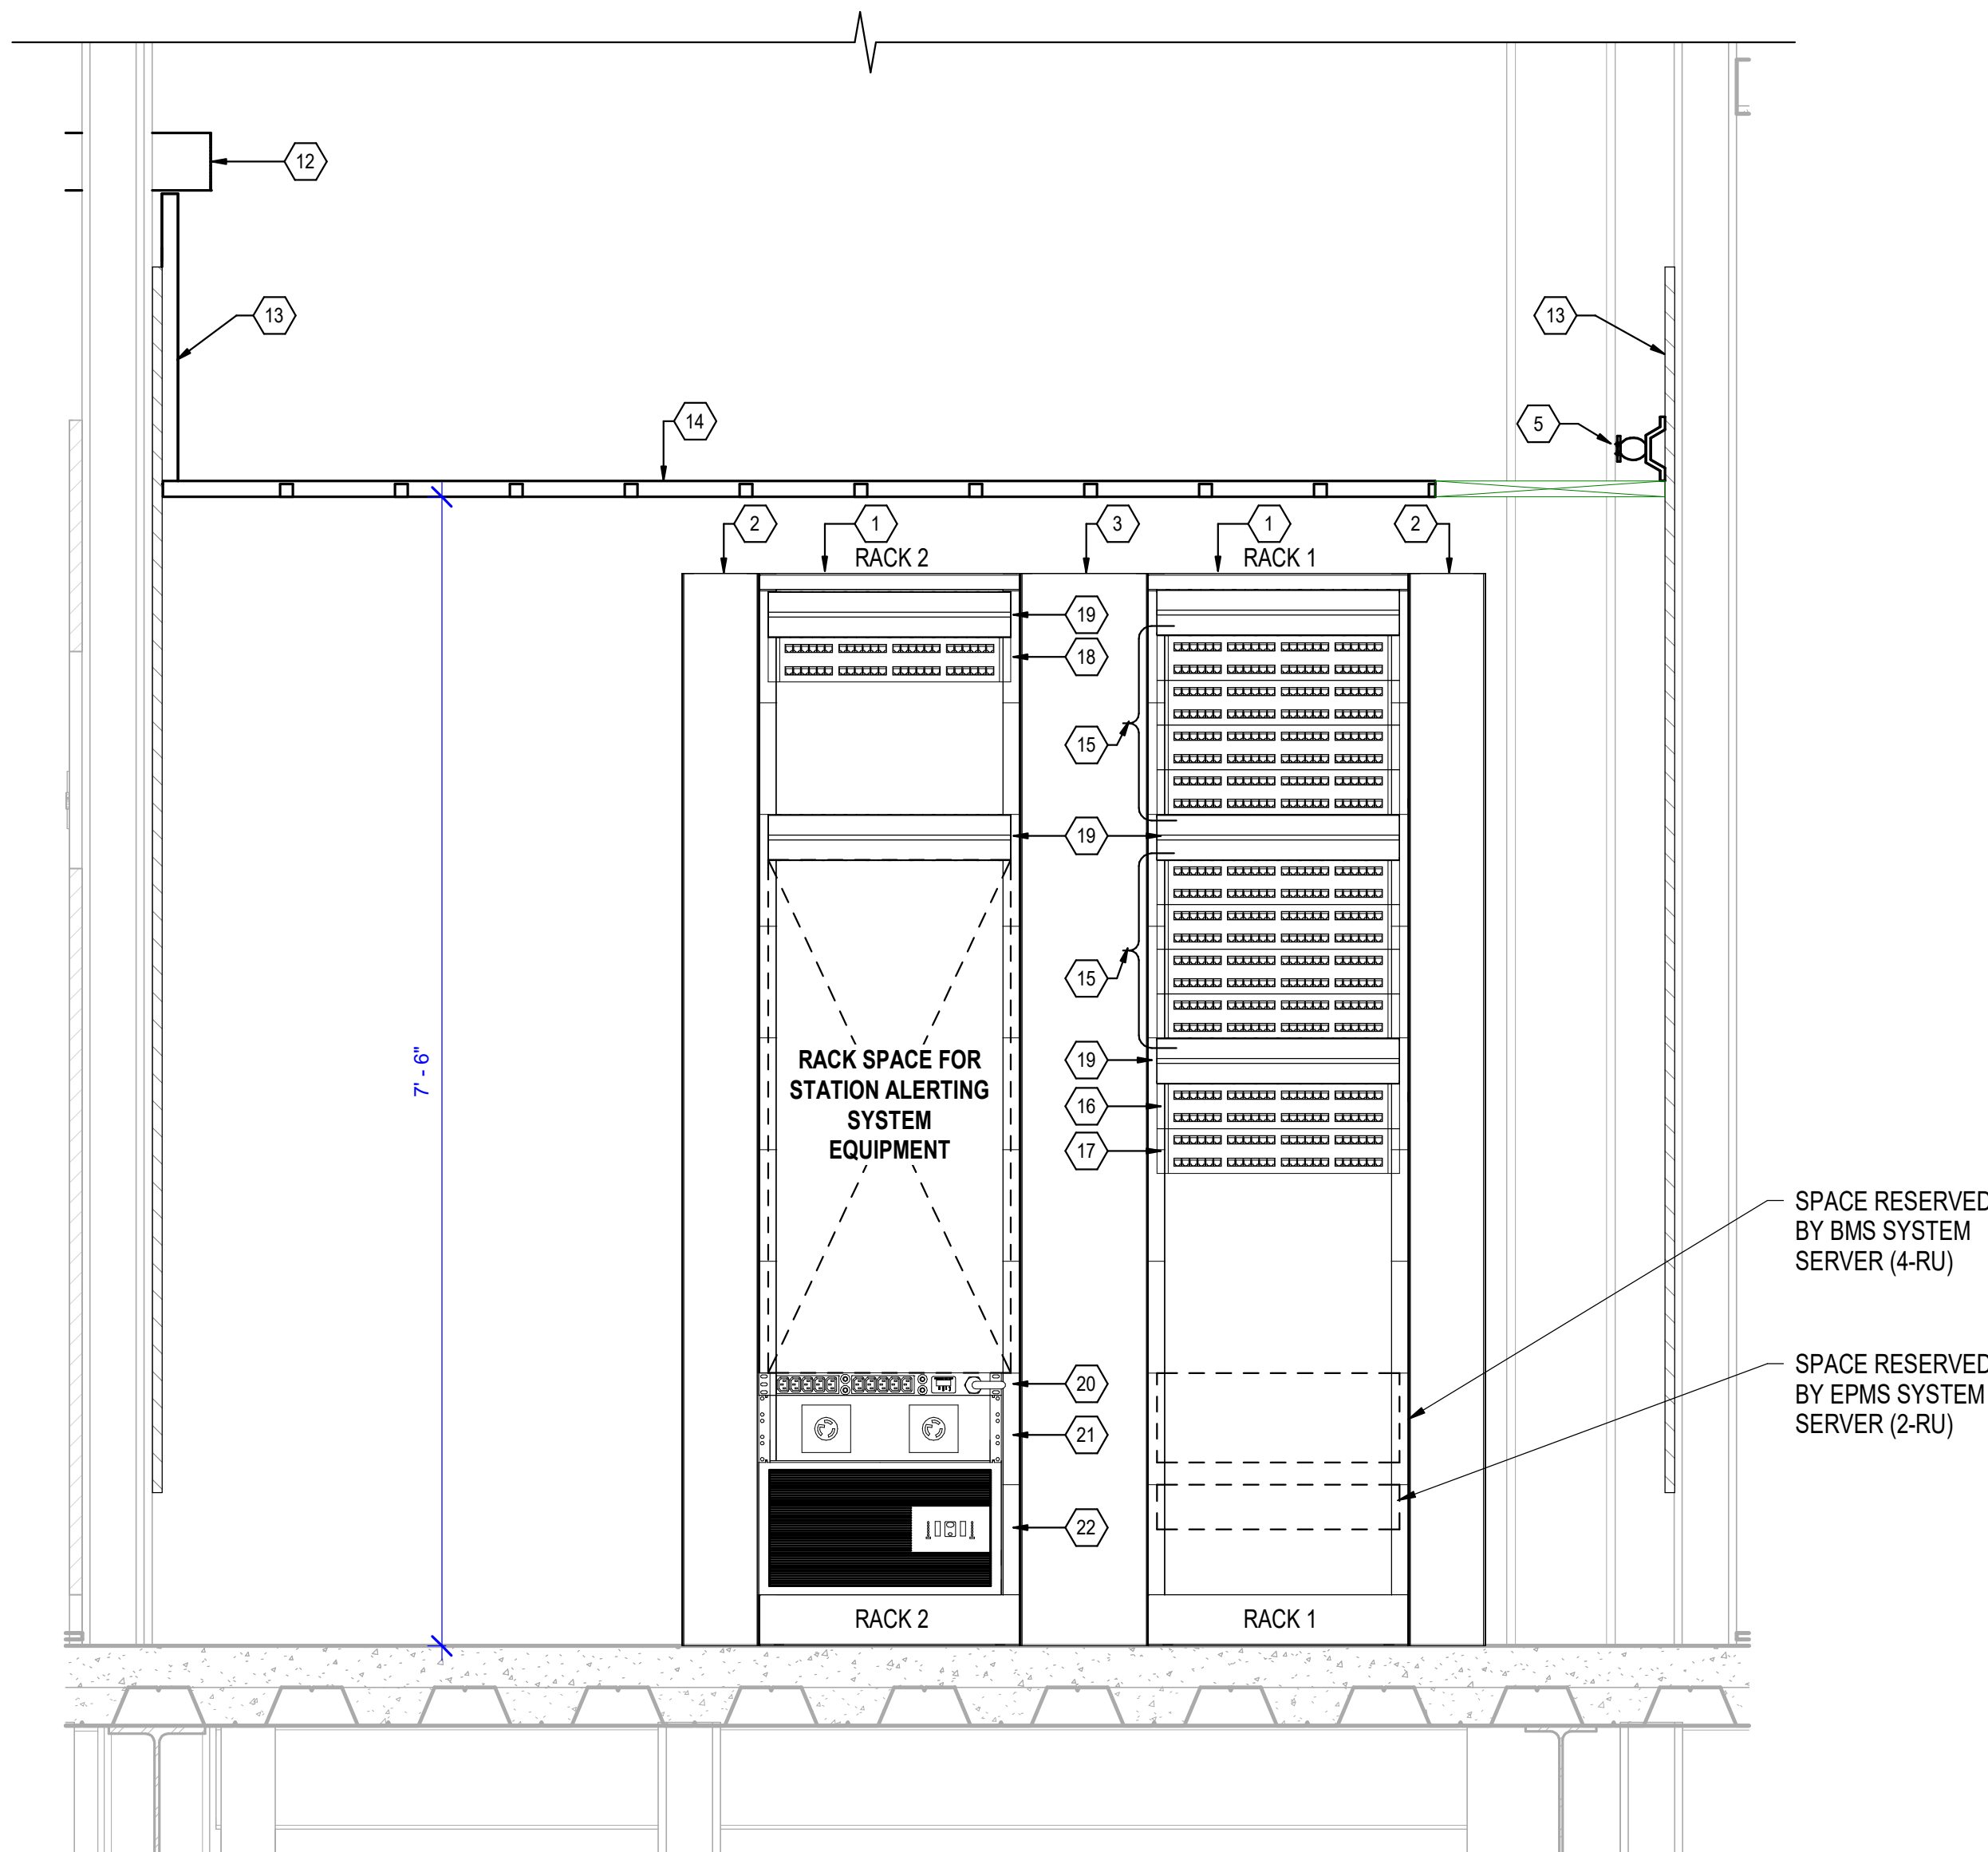 12
13
13
14
5
2
1
3
1
2
RACK 2
RACK 1
19
18
15
19
15
19
16
17
7' - 6"
RACK SPACE FOR
STATION ALERTING
SYSTEM
EQUIPMENT
SPACE RESERVED
BY BMS SYSTEM
SERVER (4-RU)
SPACE RESERVED
BY EPMS SYSTEM
SERVER (2-RU)
20
21
22
RACK 2
RACK 1